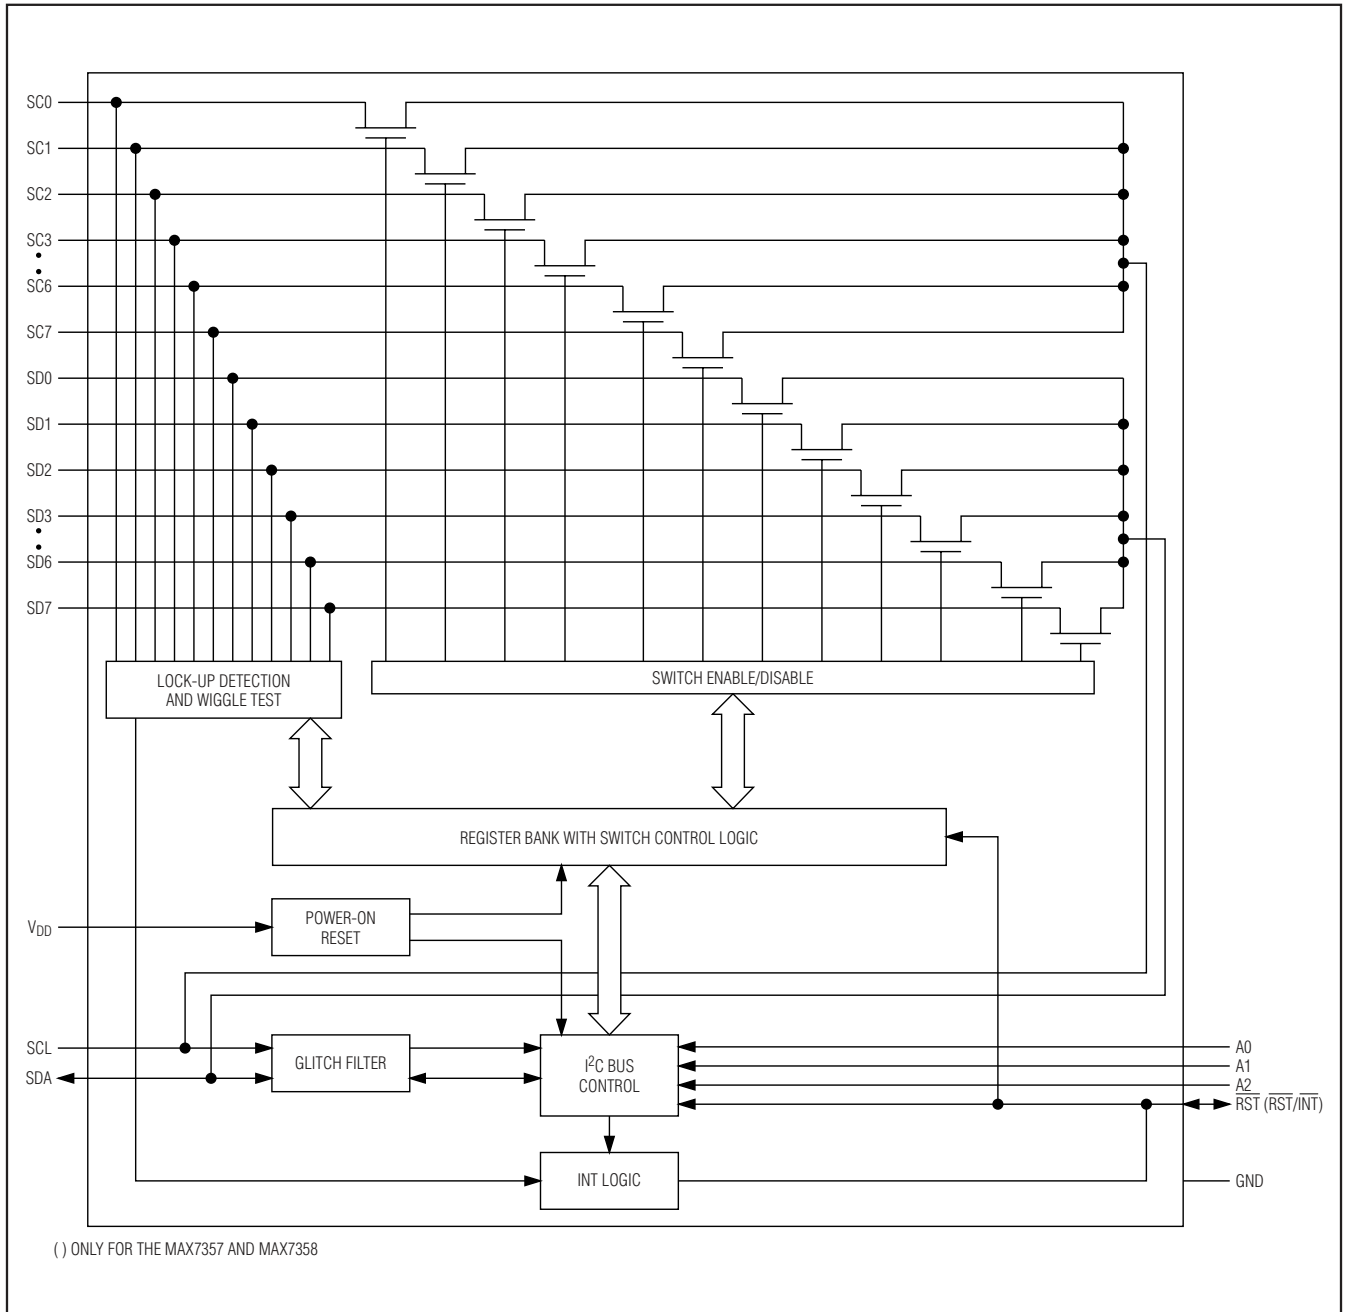 SC0
SC1
SC2
SC3
SC6
SC7
SD0
SD1
SD2
SD3
SD6
SD7
LOCK-UP DETECTION
AND WIGGLE TEST
SWITCH ENABLE/DISABLE
REGISTER BANK WITH SWITCH CONTROL LOGIC
VDD
POWER-ON
RESET
SCL
SDA
GLITCH FILTER
I2C BUS
CONTROL
A0
A1
A2
RST (RST/INT)
INT LOGIC
GND
( ) ONLY FOR THE MAX7357 AND MAX7358